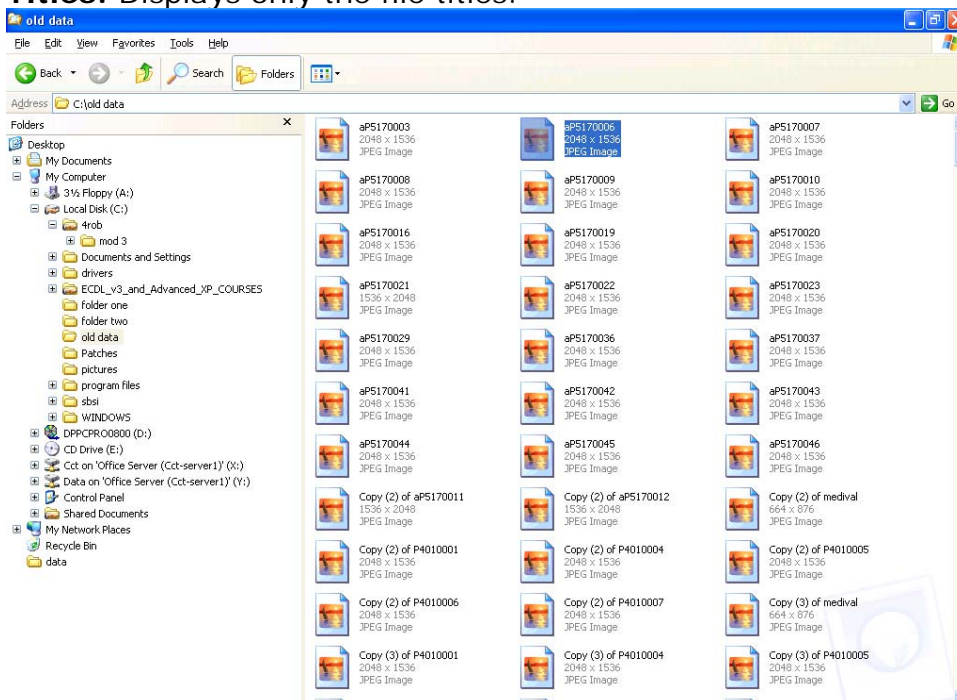 Titles: Displays only the file titles.
old data
File Edit View Favorites Tools Help
Back Search Folders
Address C:\old data Go
Folders x
Desktop
My Documents
My Computer
3½ Floppy (A:)
Local Disk (C:)
4rob
mod 3
Documents and Settings
drivers
ECDL_v3_and_Advanced_XP_COURSES
folder one
folder two
old data
Patches
pictures
program files
sbsi
WINDOWS
DPPCPRO0800 (D:)
CD Drive (E:)
Cct on 'Office Server (Cct-server1)' (X:)
Data on 'Office Server (Cct-server1)' (Y:)
Control Panel
Shared Documents
My Network Places
Recycle Bin
data
aP5170003 aP5170006 aP5170007
2048 x 1536 2048 x 1536 2048 x 1536
JPEG Image JPEG Image JPEG Image
aP5170008 aP5170009 aP5170010
2048 x 1536 2048 x 1536 2048 x 1536
JPEG Image JPEG Image JPEG Image
aP5170016 aP5170019 aP5170020
2048 x 1536 2048 x 1536 2048 x 1536
JPEG Image JPEG Image JPEG Image
aP5170021 aP5170022 aP5170023
1536 x 2048 2048 x 1536 2048 x 1536
JPEG Image JPEG Image JPEG Image
aP5170029 aP5170036 aP5170037
2048 x 1536 2048 x 1536 2048 x 1536
JPEG Image JPEG Image JPEG Image
aP5170041 aP5170042 aP5170043
2048 x 1536 2048 x 1536 2048 x 1536
JPEG Image JPEG Image JPEG Image
aP5170044 aP5170045 aP5170046
2048 x 1536 2048 x 1536 2048 x 1536
JPEG Image JPEG Image JPEG Image
Copy (2) of aP5170011 Copy (2) of aP5170012 Copy (2) of medival
1536 x 2048 1536 x 2048 664 x 876
JPEG Image JPEG Image JPEG Image
Copy (2) of P4010001 Copy (2) of P4010004 Copy (2) of P4010005
2048 x 1536 2048 x 1536 2048 x 1536
JPEG Image JPEG Image JPEG Image
Copy (2) of P4010006 Copy (2) of P4010007 Copy (3) of medival
2048 x 1536 2048 x 1536 664 x 876
JPEG Image JPEG Image JPEG Image
Copy (3) of P4010001 Copy (3) of P4010004 Copy (3) of P4010005
2048 x 1536 2048 x 1536 2048 x 1536
JPEG Image JPEG Image JPEG Image